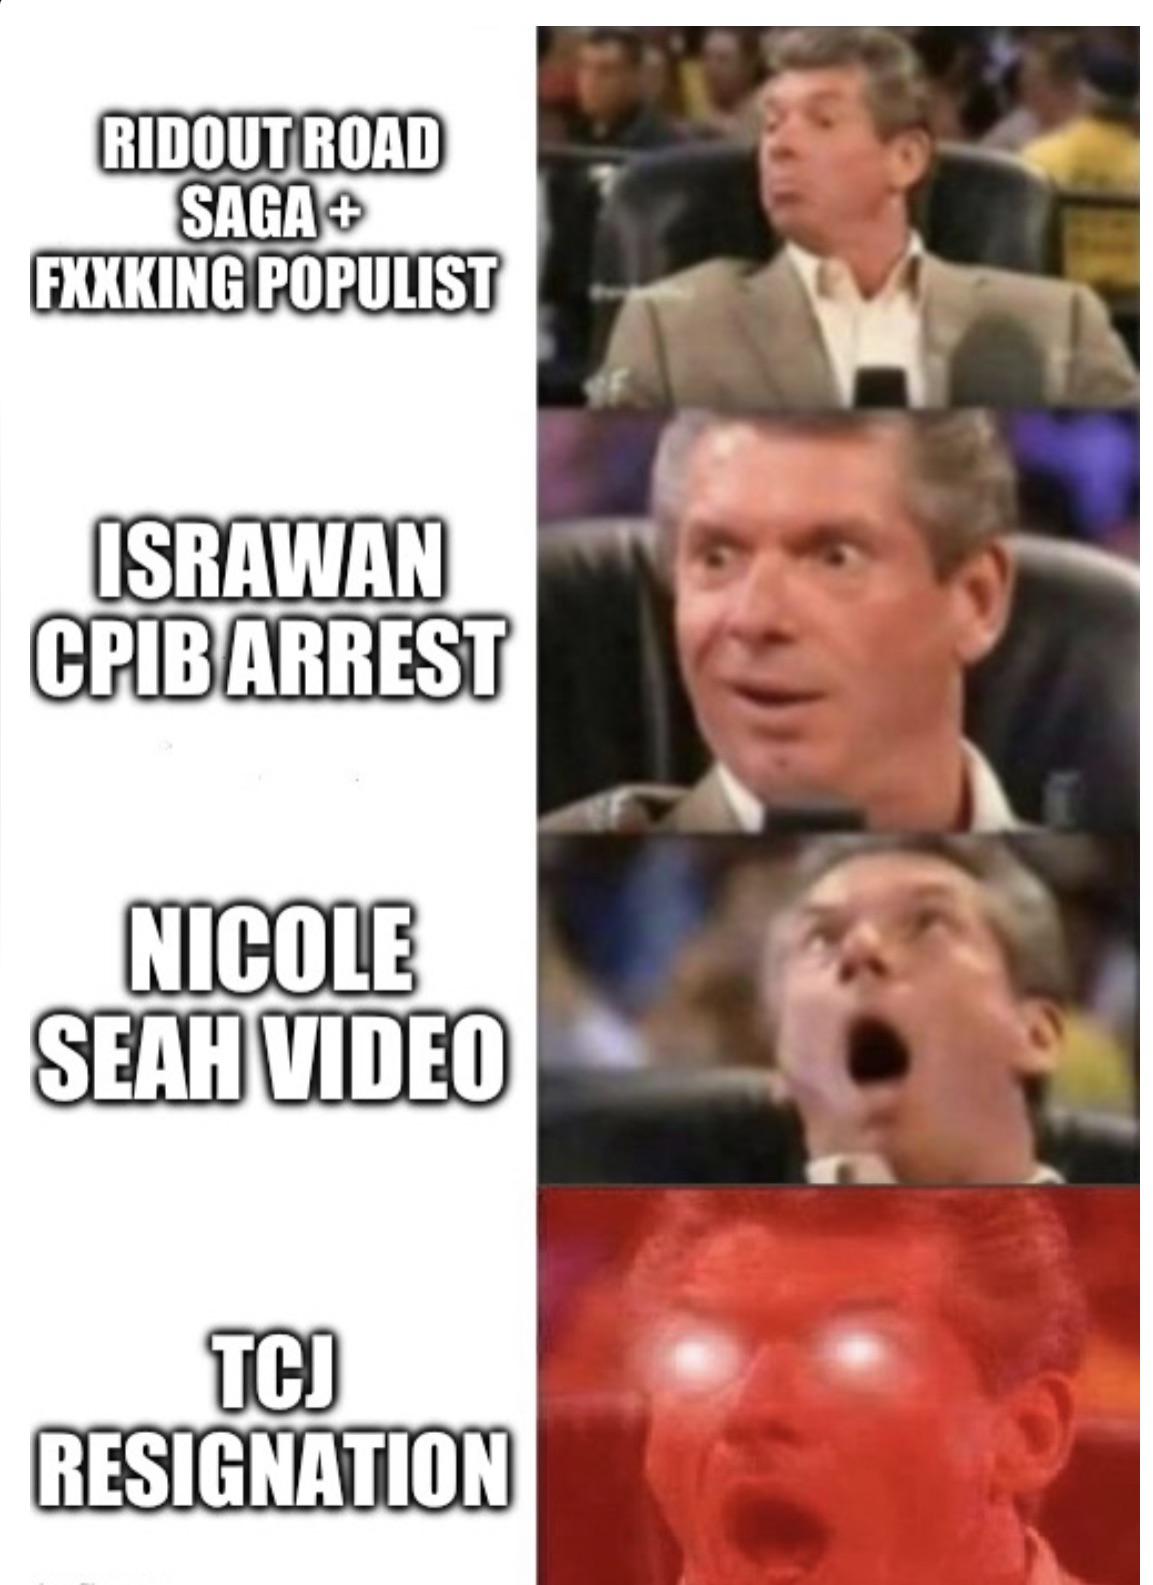 RIDOUT ROAD
SAGA +
FXXKING POPULIST
ISRAWAN
CPIB ARREST
NICOLE
SEAH VIDEO
TCJ
RESIGNATION